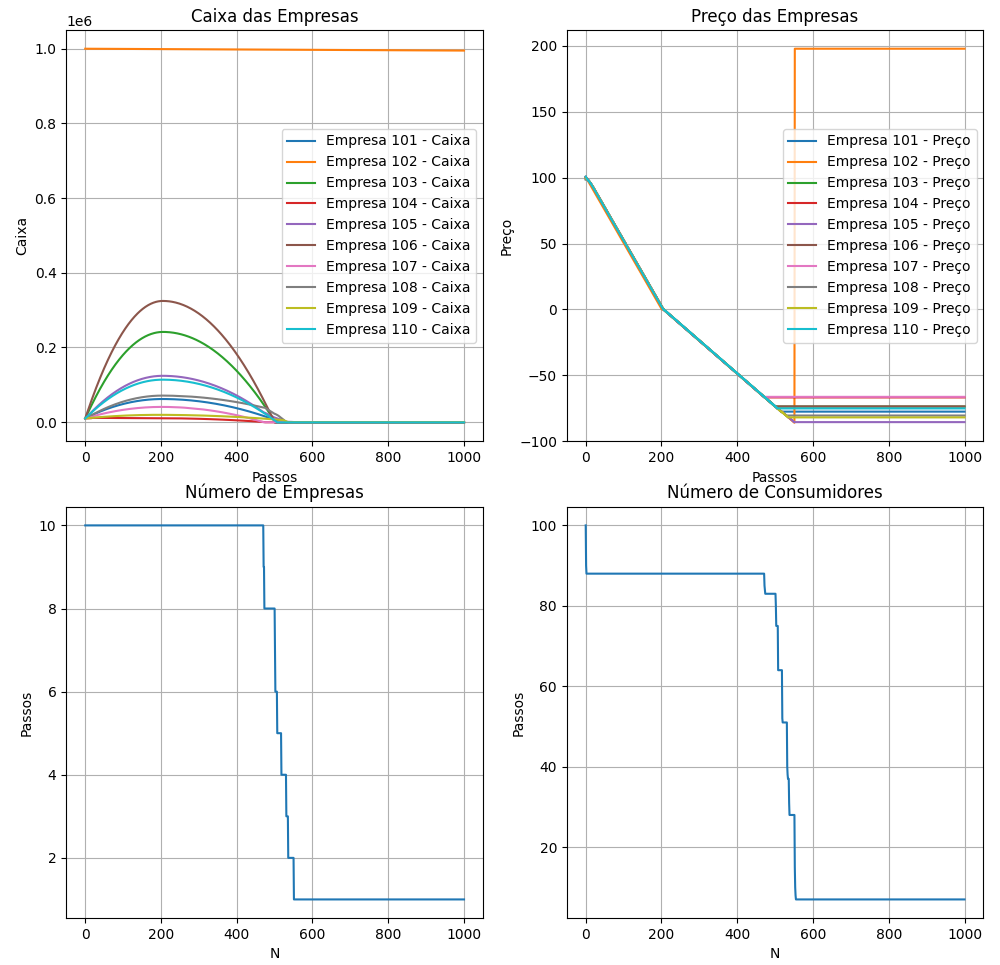 Caixa das Empresas
1e6
1.0
0.8
0.6
0.4
0.2
0.0
Caixa
0 200 400 600 800 1000
Passos
Empresa 101 - Caixa
Empresa 102 - Caixa
Empresa 103 - Caixa
Empresa 104 - Caixa
Empresa 105 - Caixa
Empresa 106 - Caixa
Empresa 107 - Caixa
Empresa 108 - Caixa
Empresa 109 - Caixa
Empresa 110 - Caixa
Preço das Empresas
200
150
100
50
0
−50
−100
Preço
0 200 400 600 800 1000
Passos
Empresa 101 - Preço
Empresa 102 - Preço
Empresa 103 - Preço
Empresa 104 - Preço
Empresa 105 - Preço
Empresa 106 - Preço
Empresa 107 - Preço
Empresa 108 - Preço
Empresa 109 - Preço
Empresa 110 - Preço
Número de Empresas
10
8
6
4
2
Passos
0 200 400 600 800 1000
N
Número de Consumidores
100
80
60
40
20
Passos
0 200 400 600 800 1000
N